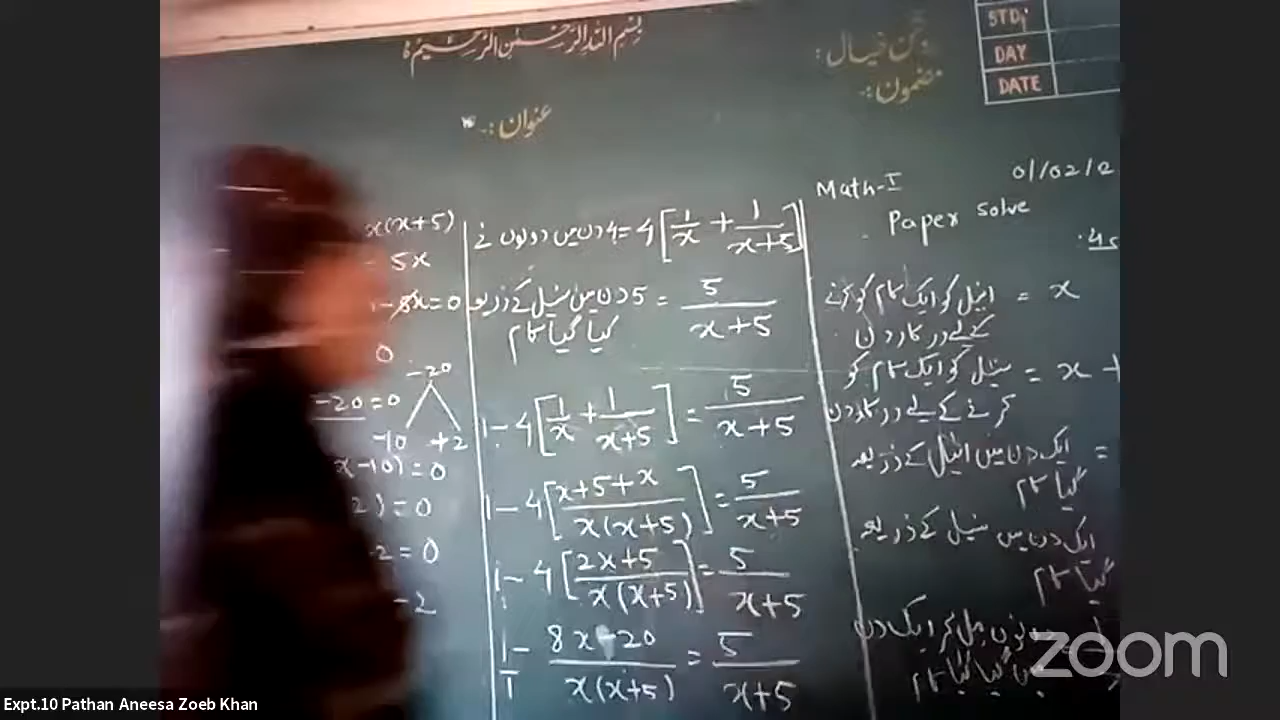 بسم اللہ الرحمٰن الرحیم
STD:
DAY
DATE
مضمون :
عنوان :
Math-I
01/02/2
Paper Solve
انیل کو ایک کام کو کرنے = x
کے لیے درکار دن
سنیل کو ایک کام کو = x +
کرنے کے لیے درکار دن
ایک دن میں انیل کے ذریعہ =
کیا گیا کام
ایک دن میں سنیل کے ذریعہ
گیا کام
4 دن میں دونوں نے = 4[1/x + 1/(x+5)]
5 دن میں سنیل کے ذریعہ = 5/(x+5)
کیا گیا کام
1 - 4[1/x + 1/(x+5)] = 5/(x+5)
1 - 4[(x+5+x)/(x(x+5))] = 5/(x+5)
1 - 4[(2x+5)/(x(x+5))] = 5/(x+5)
1/1 - (8x-20)/(x(x+5)) = 5/(x+5)
x(x+5)
5x
- 8x = 0
0
-20
-20 = 0
-10 +2
x-10) = 0
2) = 0
-2 = 0
-2
zoom
Expt.10 Pathan Aneesa Zoeb Khan